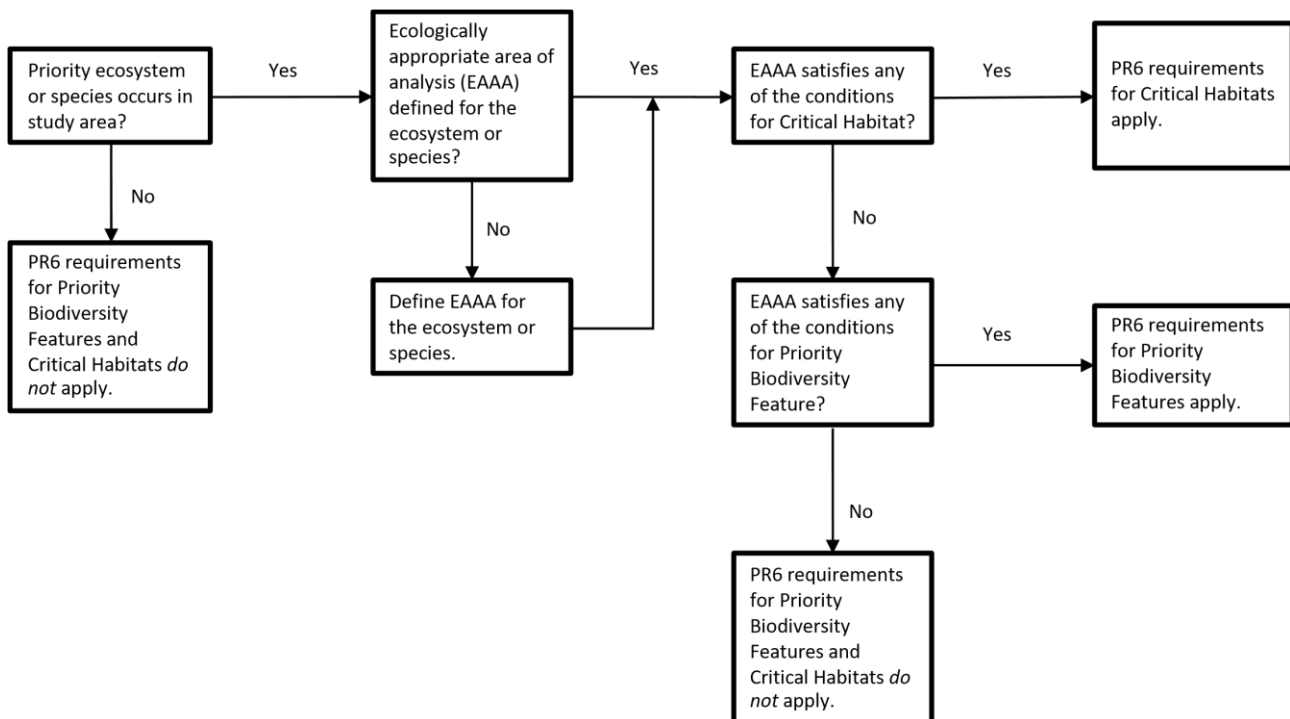 Priority ecosystem
or species occurs in
study area?
Yes
Ecologically
appropriate area of
analysis (EAAA)
defined for the
ecosystem or
species?
Yes
EAAA satisfies any
of the conditions
for Critical Habitat?
Yes
PR6 requirements
for Critical Habitats
apply.
No
PR6 requirements
for Priority
Biodiversity
Features and
Critical Habitats do
not apply.
No
Define EAAA for
the ecosystem or
species.
No
EAAA satisfies any
of the conditions
for Priority
Biodiversity
Feature?
Yes
PR6 requirements
for Priority
Biodiversity
Features apply.
No
PR6 requirements
for Priority
Biodiversity
Features and
Critical Habitats do
not apply.